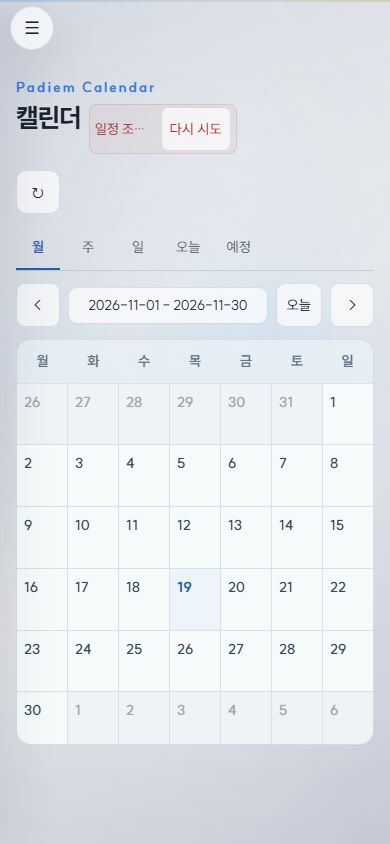 ☰
Padiem Calendar
캘린더 일정 조… 다시 시도
↻
월 주 일 오늘 예정
< 2026-11-01 - 2026-11-30 오늘 >
월 화 수 목 금 토 일
26 27 28 29 30 31 1
2 3 4 5 6 7 8
9 10 11 12 13 14 15
16 17 18 19 20 21 22
23 24 25 26 27 28 29
30 1 2 3 4 5 6